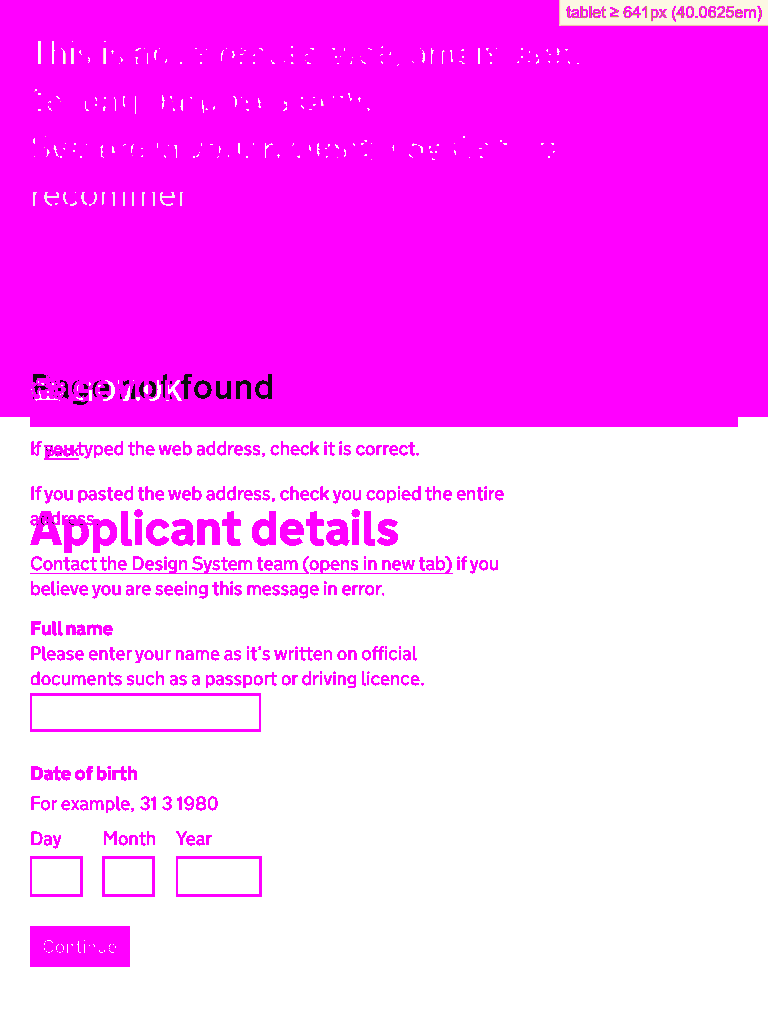 tablet ≥ 641px (40.0625em)
This is
Page not found
GOV.UK
If you typed the web address, check it is correct.
Back
If you pasted the web address, check you copied the entire
address.
Applicant details
Contact the Design System team (opens in new tab) if you
believe you are seeing this message in error.
Full name
Please enter your name as it's written on official
documents such as a passport or driving licence.
Date of birth
For example, 31 3 1980
Day Month Year
Continue